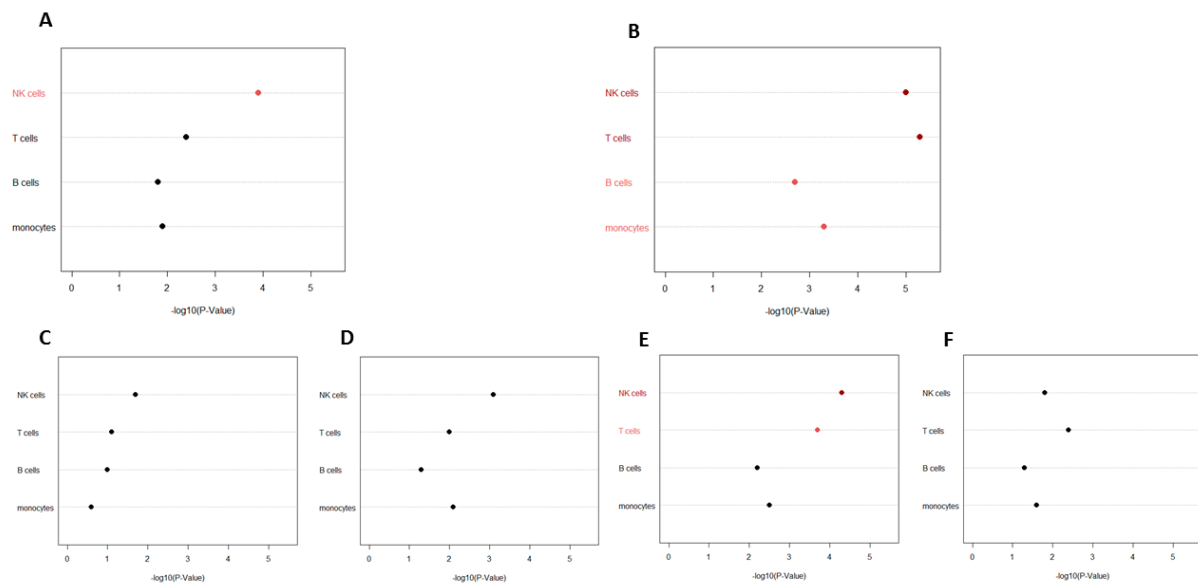 A
NK cells
T cells
B cells
monocytes
0 1 2 3 4 5
-log10(P-Value)
B
NK cells
T cells
B cells
monocytes
0 1 2 3 4 5
-log10(P-Value)
C
NK cells
T cells
B cells
monocytes
0 1 2 3 4 5
-log10(P-Value)
D
NK cells
T cells
B cells
monocytes
0 1 2 3 4 5
-log10(P-Value)
E
NK cells
T cells
B cells
monocytes
0 1 2 3 4 5
-log10(P-Value)
F
NK cells
T cells
B cells
monocytes
0 1 2 3 4 5
-log10(P-Value)